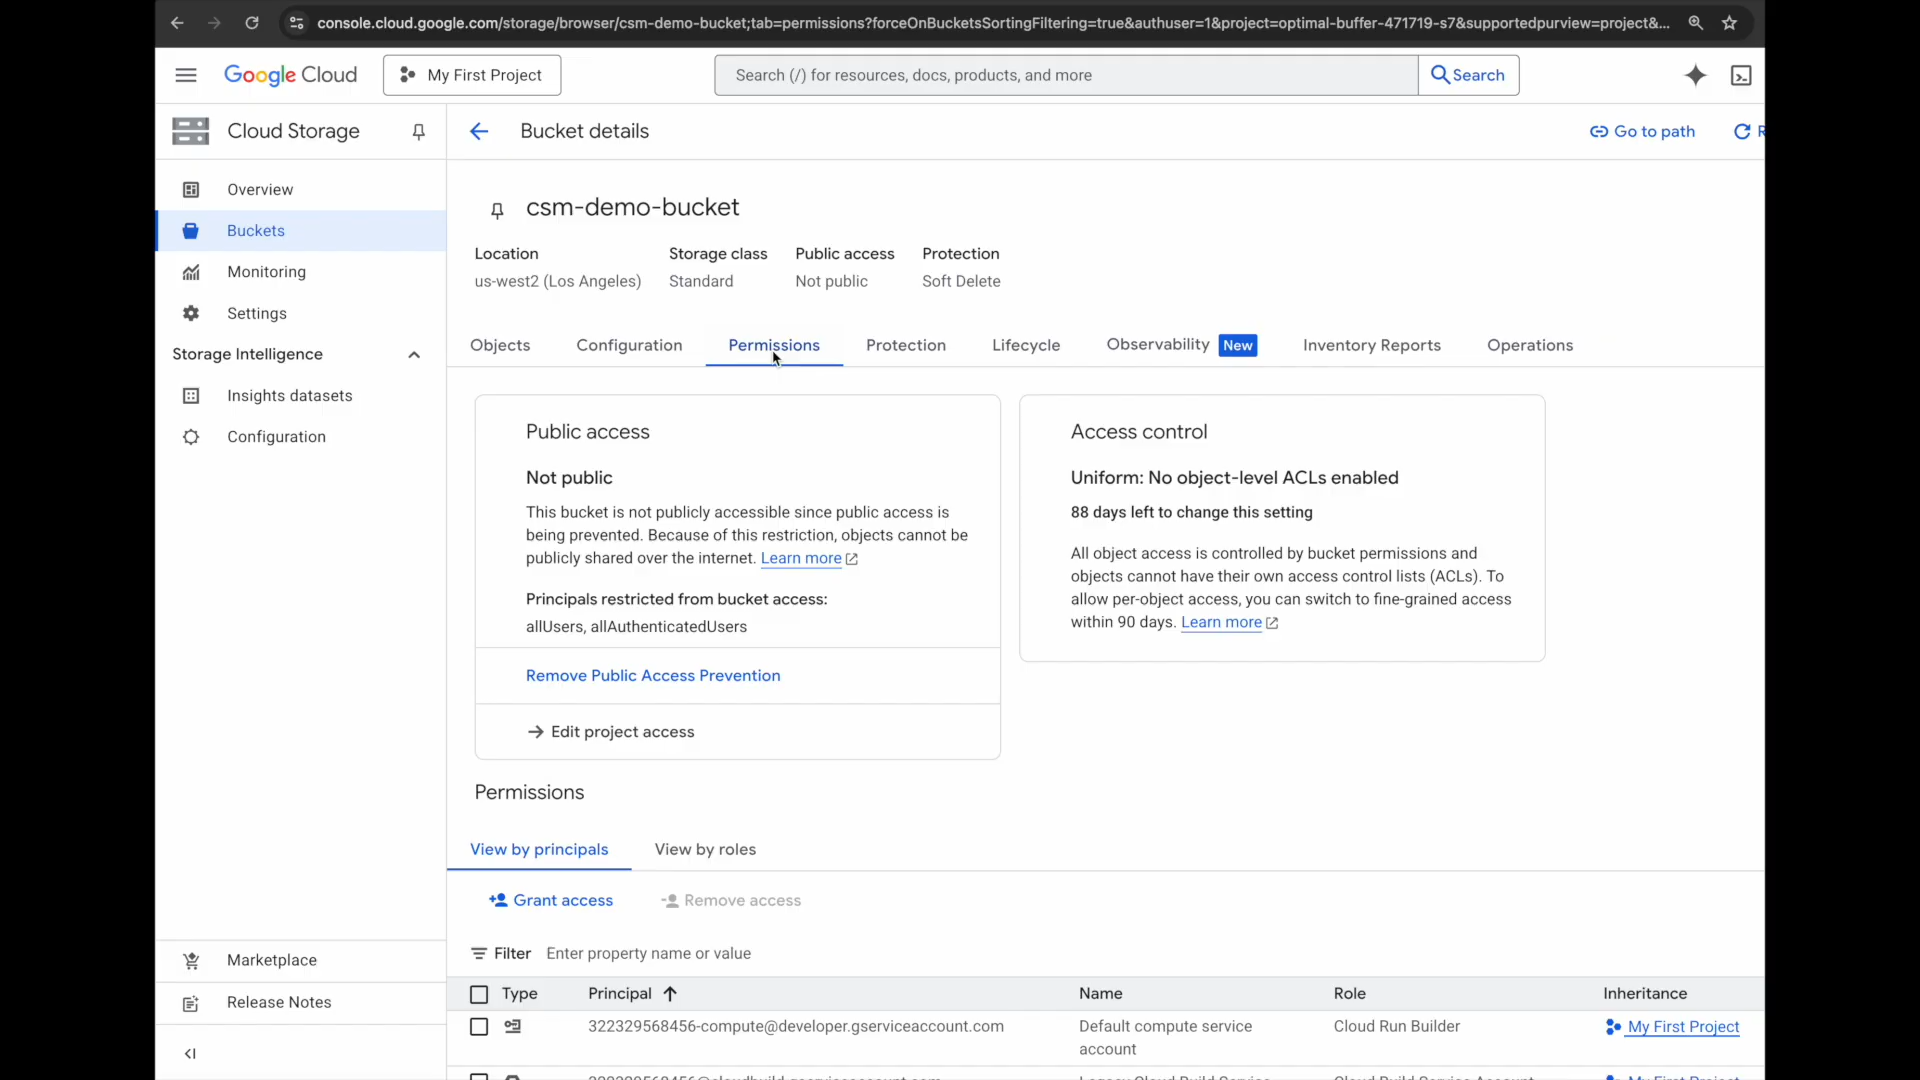 console.cloud.google.com/storage/browser/csm-demo-bucket;tab=permissions?forceOnBucketsSortingFiltering=true&authuser=1&project=optimal-buffer-471719-s7&supportedpurview=project&...
Google Cloud
My First Project
Search (/) for resources, docs, products, and more
Search
Cloud Storage
Bucket details
Go to path
R
Overview
Buckets
Monitoring
Settings
Storage Intelligence
Insights datasets
Configuration
Marketplace
Release Notes
csm-demo-bucket
Location
Storage class
Public access
Protection
us-west2 (Los Angeles)
Standard
Not public
Soft Delete
Objects
Configuration
Permissions
Protection
Lifecycle
Observability New
Inventory Reports
Operations
Public access
Not public
This bucket is not publicly accessible since public access is
being prevented. Because of this restriction, objects cannot be
publicly shared over the internet. Learn more
Principals restricted from bucket access:
allUsers, allAuthenticatedUsers
Remove Public Access Prevention
Edit project access
Access control
Uniform: No object-level ACLs enabled
88 days left to change this setting
All object access is controlled by bucket permissions and
objects cannot have their own access control lists (ACLs). To
allow per-object access, you can switch to fine-grained access
within 90 days. Learn more
Permissions
View by principals
View by roles
Grant access
Remove access
Filter Enter property name or value
Type
Principal
Name
Role
Inheritance
322329568456-compute@developer.gserviceaccount.com
Default compute service
account
Cloud Run Builder
My First Project